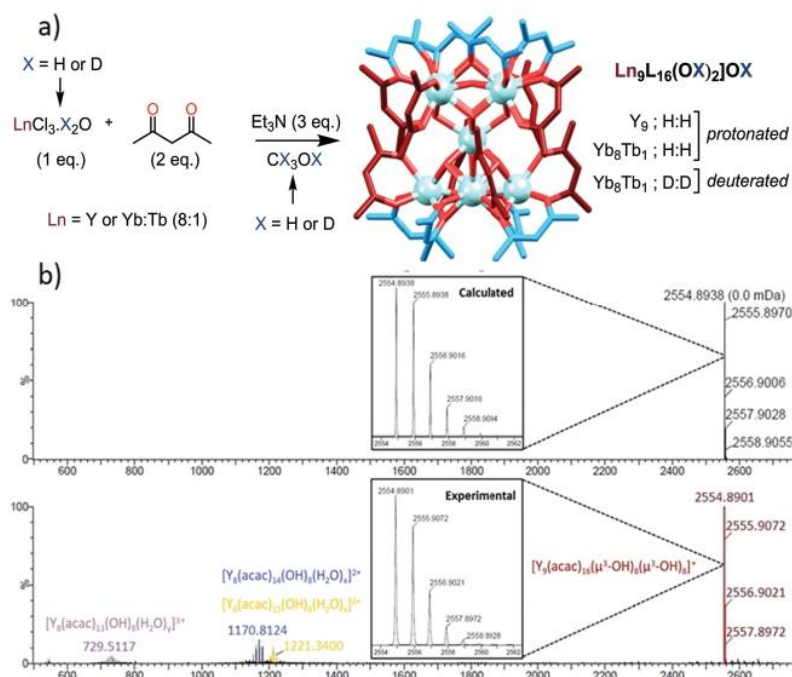 a)
X = H or D
LnCl₃.X₂O + O O
(1 eq.) (2 eq.)
Et₃N (3 eq.)
CX₃OX
X = H or D
Ln = Y or Yb:Tb (8:1)
Ln₉L₁₆(OX)₂]OX
Y₉ ; H:H
Yb₈Tb₁ ; H:H
protonated
Yb₈Tb₁ ; D:D
deuterated
b)
2554.8938
Calculated
2555.8938
2556.9016
2557.9016
2558.9094
2554 2556 2558 2560 2562
2554.8938 (0.0 mDa)
2555.8970
2556.9006
2557.9028
2558.9055
100
%
0
600 800 1000 1200 1400 1600 1800 2000 2200 2400 2600
2554.8901
Experimental
2555.9072
2556.9021
2557.8972
2558.8928
2554 2556 2558 2560 2562
2554.8901
2555.9072
2556.9021
2557.8972
[Y₉(acac)₁₆(μ³-OH)₈(μ³-OH)₈]⁺
[Y₈(acac)₁₄(OH)₈(H₂O)ₓ]²⁺
[Y₈(acac)₁₅(OH)₈(H₂O)ₓ]²⁺
[Y₈(acac)₁₃(OH)₈(H₂O)ᵧ]³⁺
1170.8124
729.5117
1221.3400
100
%
0
600 800 1000 1200 1400 1600 1800 2000 2200 2400 2600